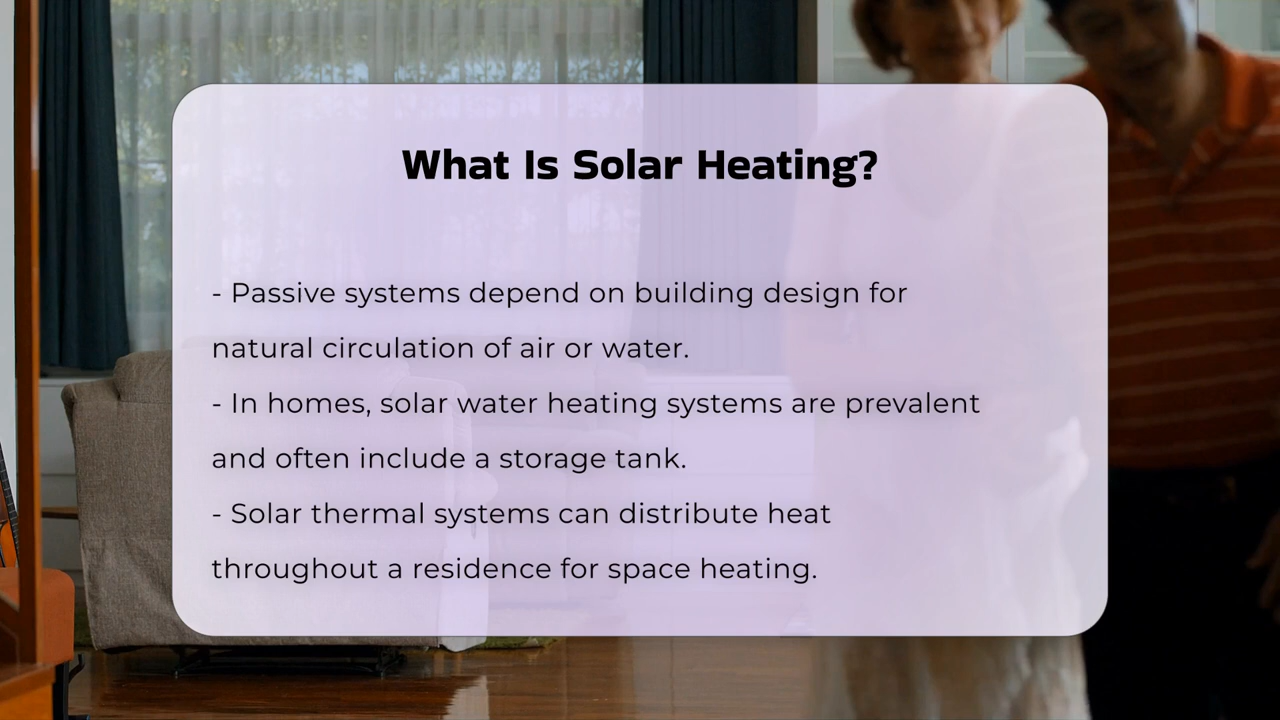 What Is Solar Heating?
- Passive systems depend on building design for
natural circulation of air or water.
- In homes, solar water heating systems are prevalent
and often include a storage tank.
- Solar thermal systems can distribute heat
throughout a residence for space heating.